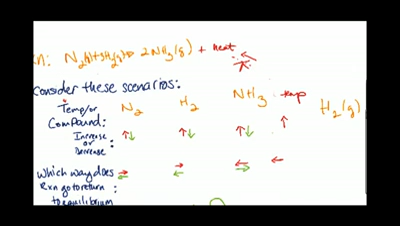 n: N₂(g)+3H₂(g) ⇌ 2NH₃(g) + heat
Consider these scenarios:
Temp/or Compound: N₂ H₂ NH₃ temp H₂(g)
Increase
or
Decrease :
Which way does
Rxn go to return :
to equilibrium